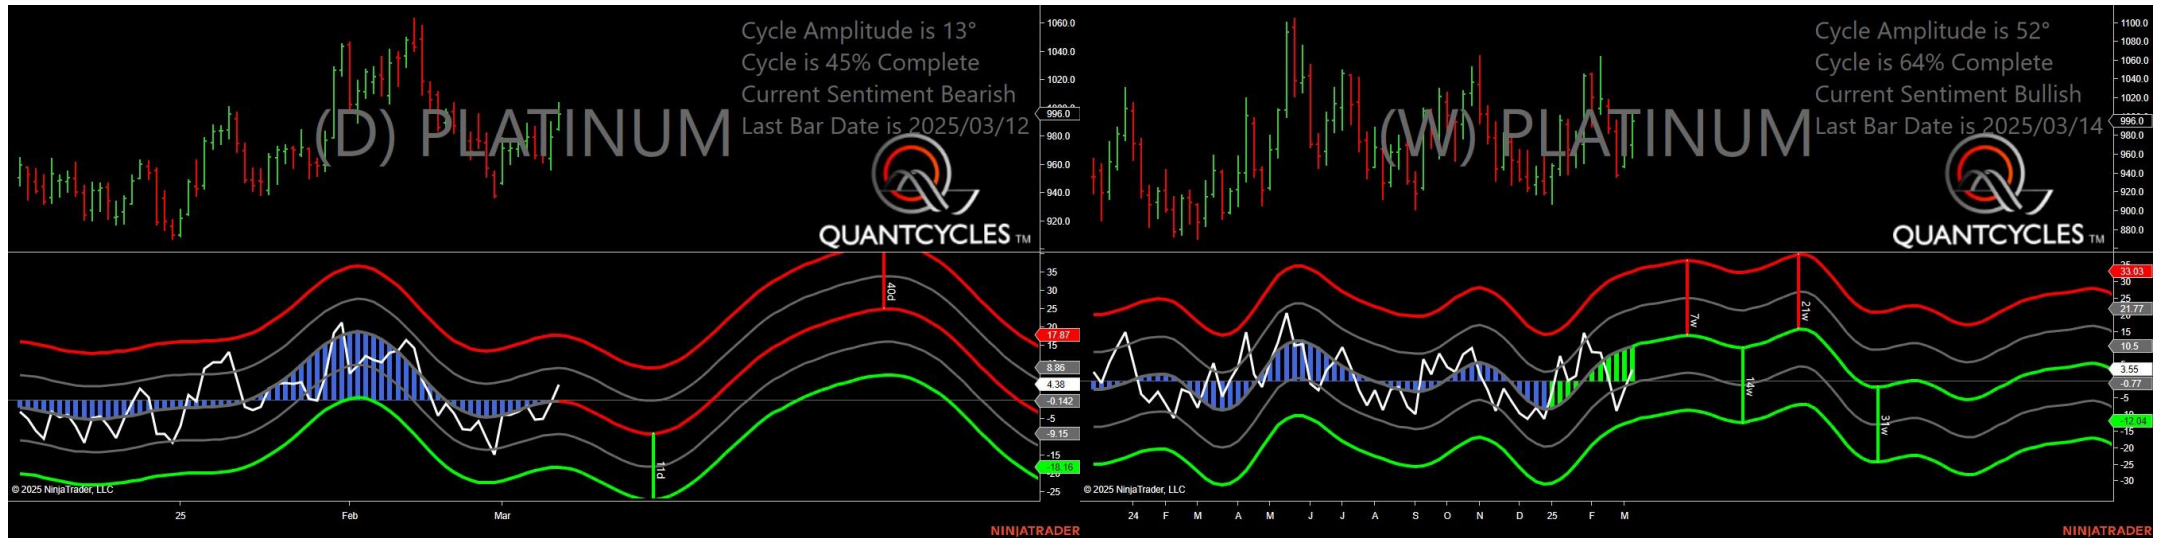 Cycle Amplitude is 13°
Cycle is 45% Complete
Current Sentiment Bearish
Last Bar Date is 2025/03/12
(D) PLATINUM
QUANTCYCLES TM
1060.0
1040.0
1020.0
996.0
980.0
960.0
940.0
920.0
35
30
25
17.87
15
8.86
4.38
-0.142
-5
-9.15
-15
-18.16
-25
40d
11d
© 2025 NinjaTrader, LLC
25 Feb Mar
NINJATRADER
Cycle Amplitude is 52°
Cycle is 64% Complete
Current Sentiment Bullish
Last Bar Date is 2025/03/14
(W) PLATINUM
QUANTCYCLES TM
1100.0
1080.0
1060.0
1040.0
1020.0
996.0
980.0
960.0
940.0
920.0
900.0
880.0
33.03
30
25
21.77
15
10.5
3.55
-0.77
-5
-12.04
-15
-20
-25
-30
7w
14w
21w
31w
© 2025 NinjaTrader, LLC
24 F M A M J J A S O N D 25 F M
NINJATRADER